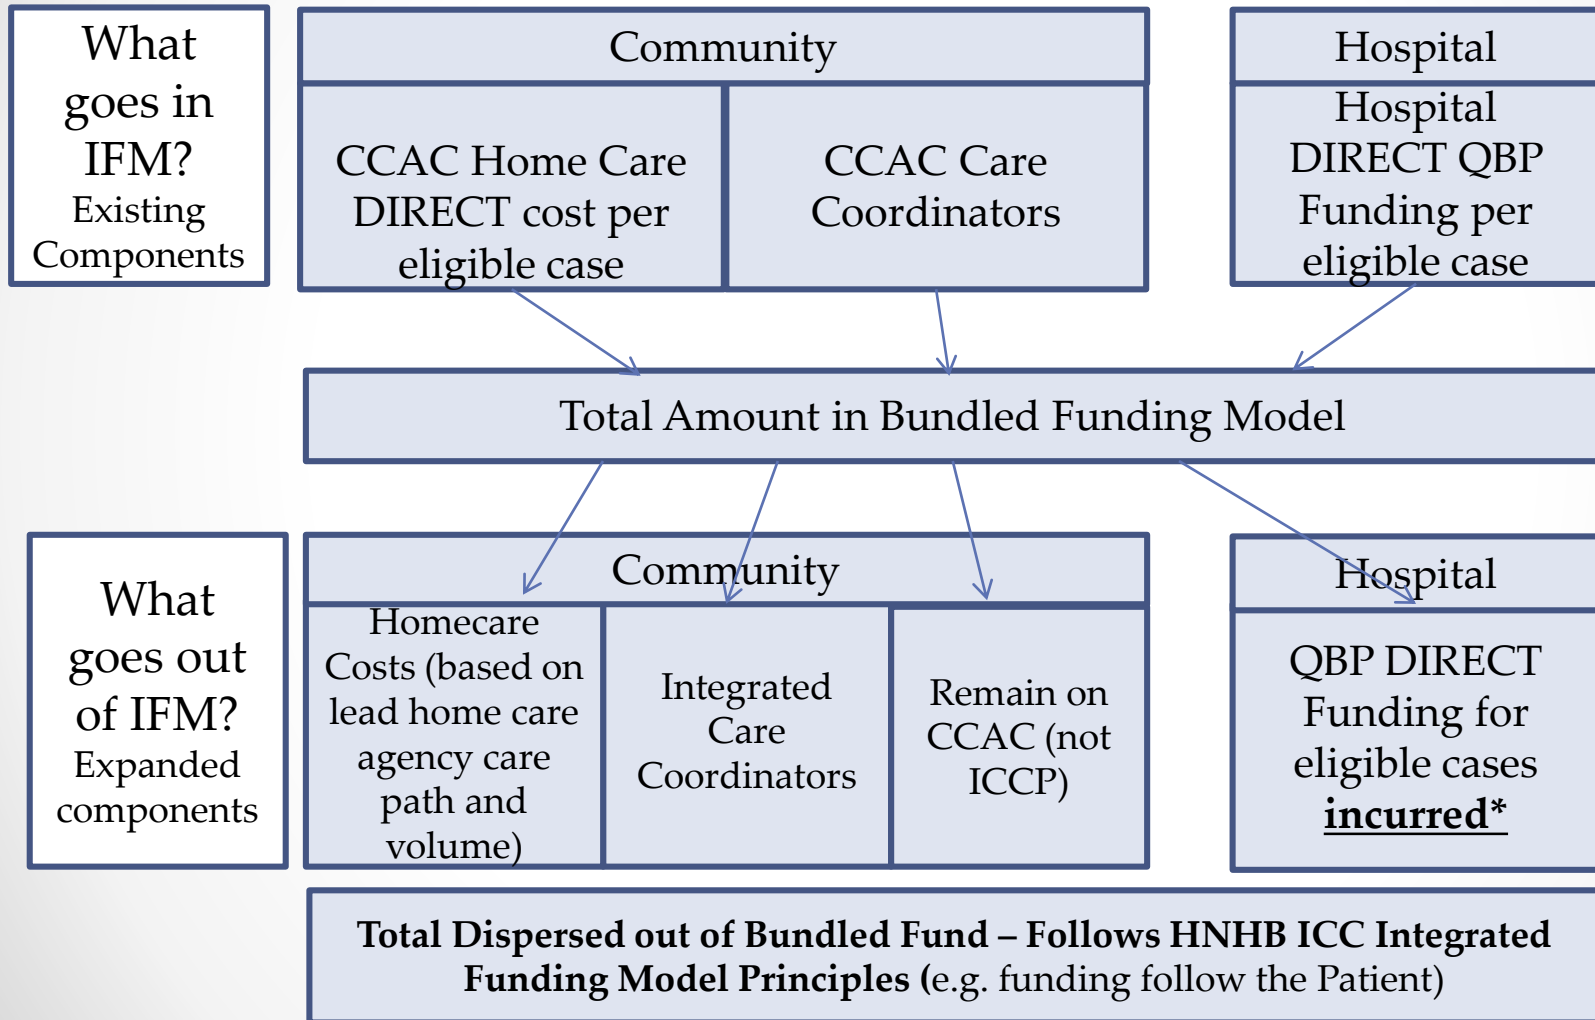 What
goes in
IFM?
Existing
Components
Community
CCAC Home Care
DIRECT cost per
eligible case
CCAC Care
Coordinators
Hospital
Hospital
DIRECT QBP
Funding per
eligible case
Total Amount in Bundled Funding Model
What
goes out
of IFM?
Expanded
components
Community
Homecare
Costs (based on
lead home care
agency care
path and
volume)
Integrated
Care
Coordinators
Remain on
CCAC (not
ICCP)
Hospital
QBP DIRECT
Funding for
eligible cases
incurred*
Total Dispersed out of Bundled Fund – Follows HNHB ICC Integrated
Funding Model Principles (e.g. funding follow the Patient)